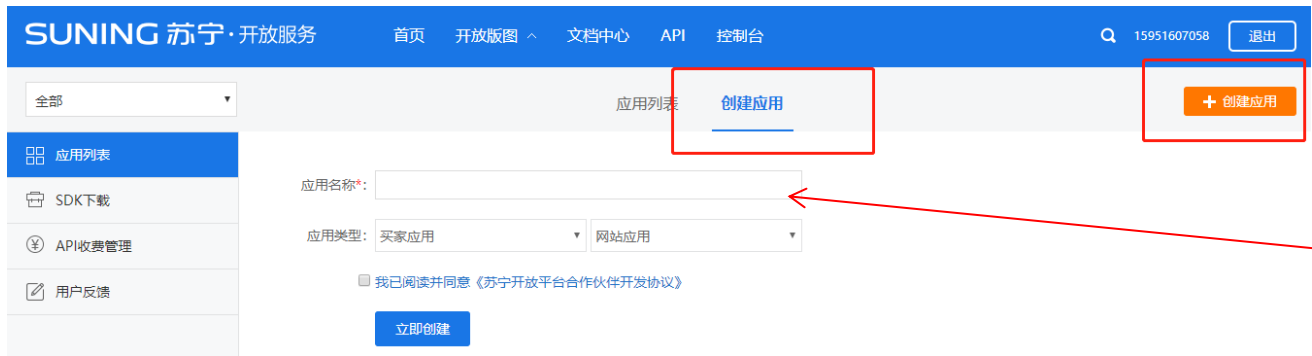 SUNING 苏宁·开放服务 首页 开放版图 文档中心 API 控制台 15951607058 退出
全部 应用列表 创建应用 + 创建应用
应用列表
应用名称*:
SDK下载
应用类型: 买家应用 网站应用
API收费管理
我已阅读并同意《苏宁开放平台合作伙伴开发协议》
用户反馈
立即创建